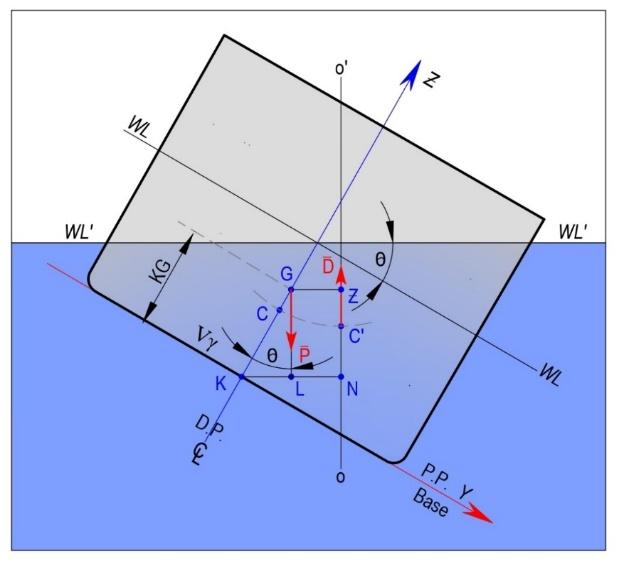 o'
Z
WL
WL'
WL'
θ
KG
D̅
G
Z
C
C'
Vγ
θ
P̅
WL
K
L
N
D.P.
℄
o
P.P. Y
Base